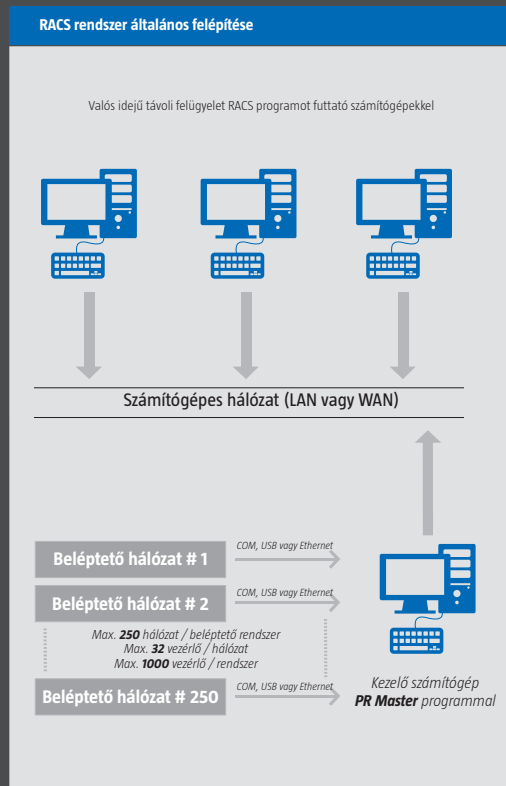 RACS rendszer általános felépítése
Valós idejű távoli felügyelet RACS programot futtató számítógépekkel
Számítógépes hálózat (LAN vagy WAN)
Beléptető hálózat # 1
COM, USB vagy Ethernet
Beléptető hálózat # 2
COM, USB vagy Ethernet
Max. 250 hálózat / beléptető rendszer
Max. 32 vezérlő / hálózat
Max. 1000 vezérlő / rendszer
Beléptető hálózat # 250
COM, USB vagy Ethernet
Kezelő számítógép
PR Master programmal